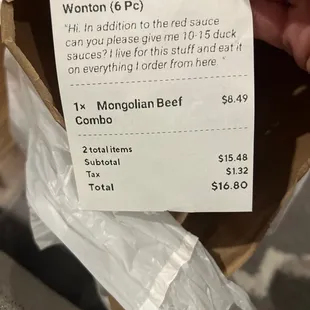 Wonton (6 Pc)
"Hi. In addition to the red sauce
can you please give me 10-15 duck
sauces? I live for this stuff and eat it
on everything I order from here. "
1× Mongolian Beef $8.49
Combo
2 total items
Subtotal $15.48
Tax $1.32
Total $16.80